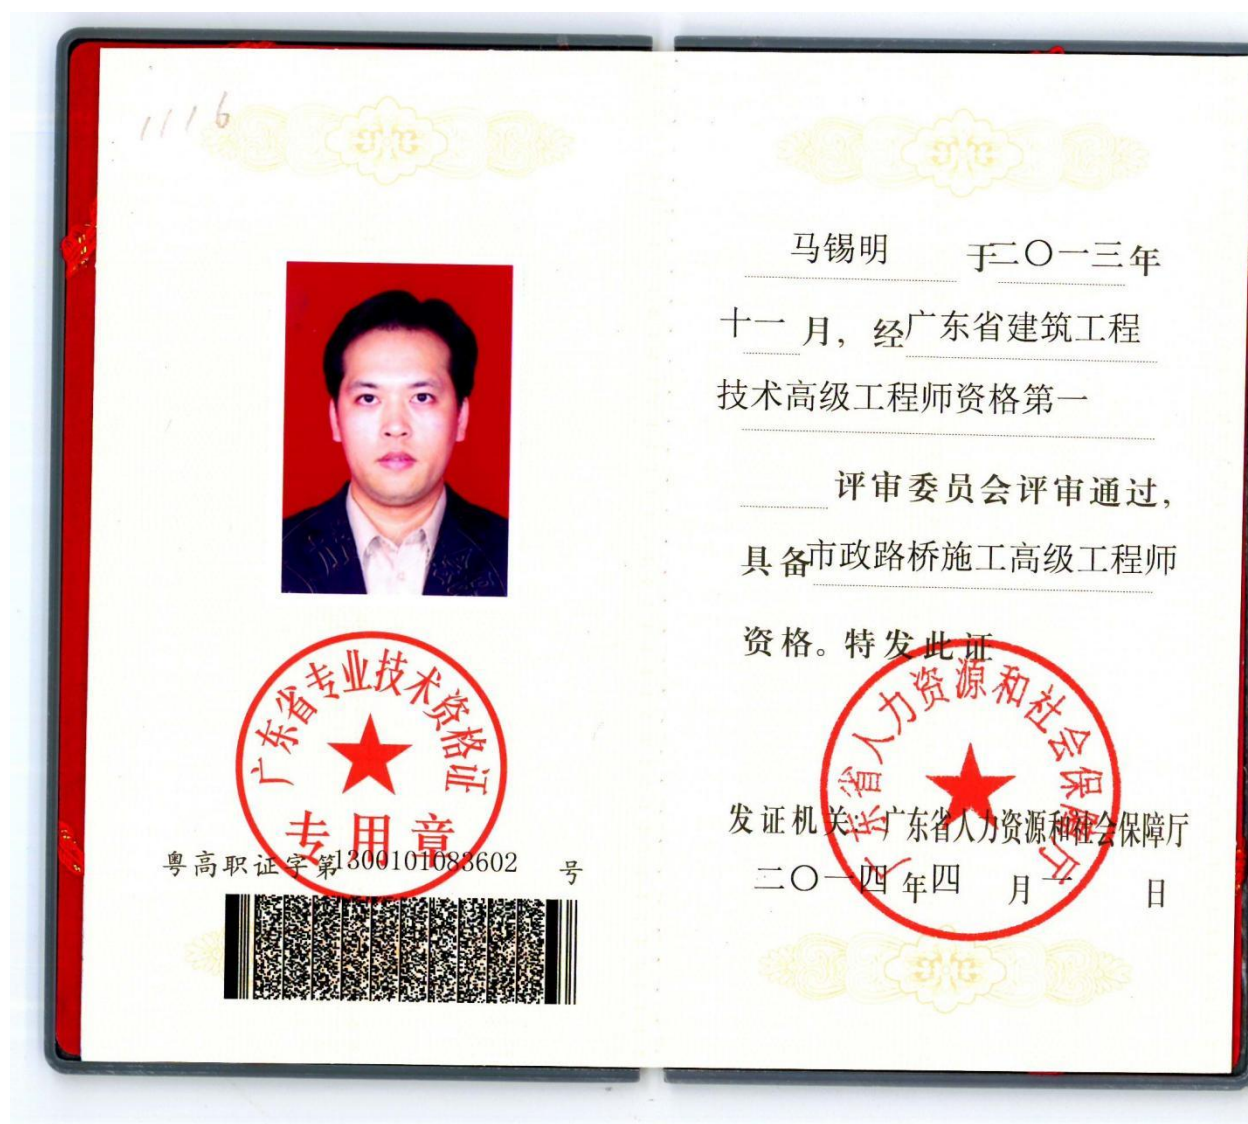 1116
广东省专业技术资格证
专用章
粤高职证字第1300101083602号
马锡明 于二〇一三年
十一月，经广东省建筑工程
技术高级工程师资格第一
评审委员会评审通过，
具备市政路桥施工高级工程师
资格。特发此证
广东省人力资源和社会保障厅
发证机关：广东省人力资源和社会保障厅
二〇一四年四月一日